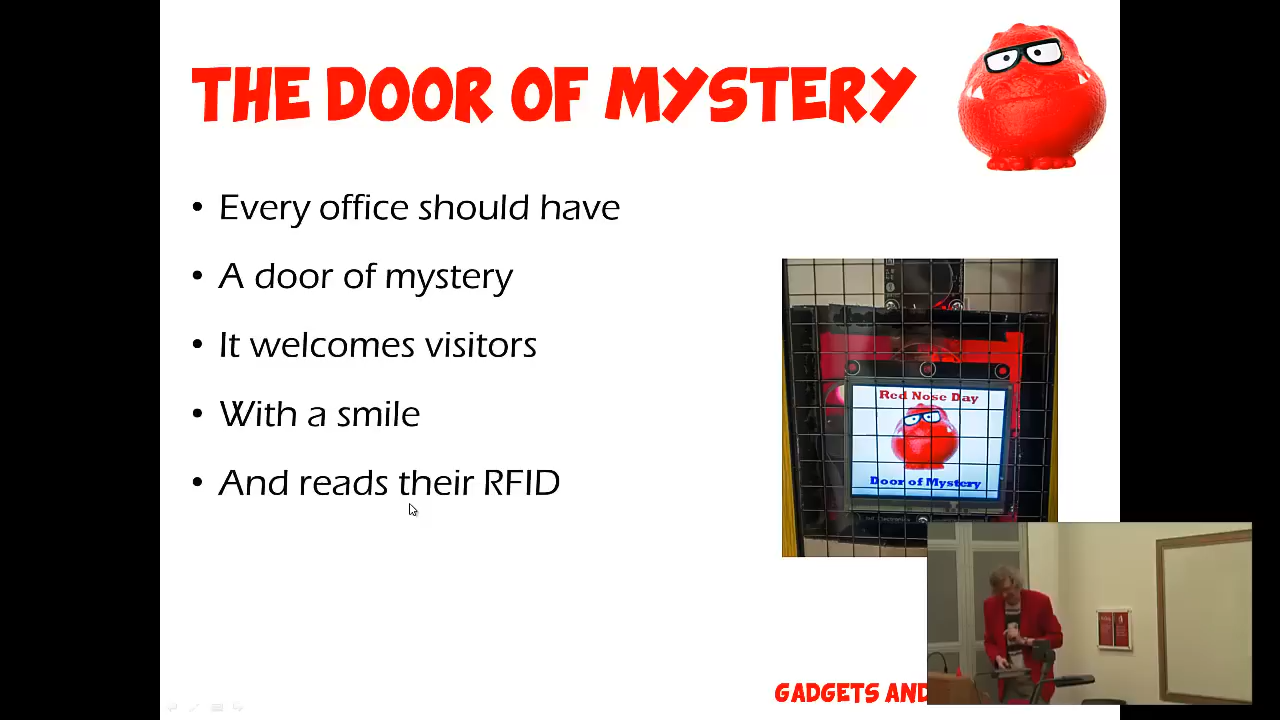 THE DOOR OF MYSTERY
• Every office should have
• A door of mystery
• It welcomes visitors
• With a smile
• And reads their RFID
Red Nose Day
Door of Mystery
GADGETS AND